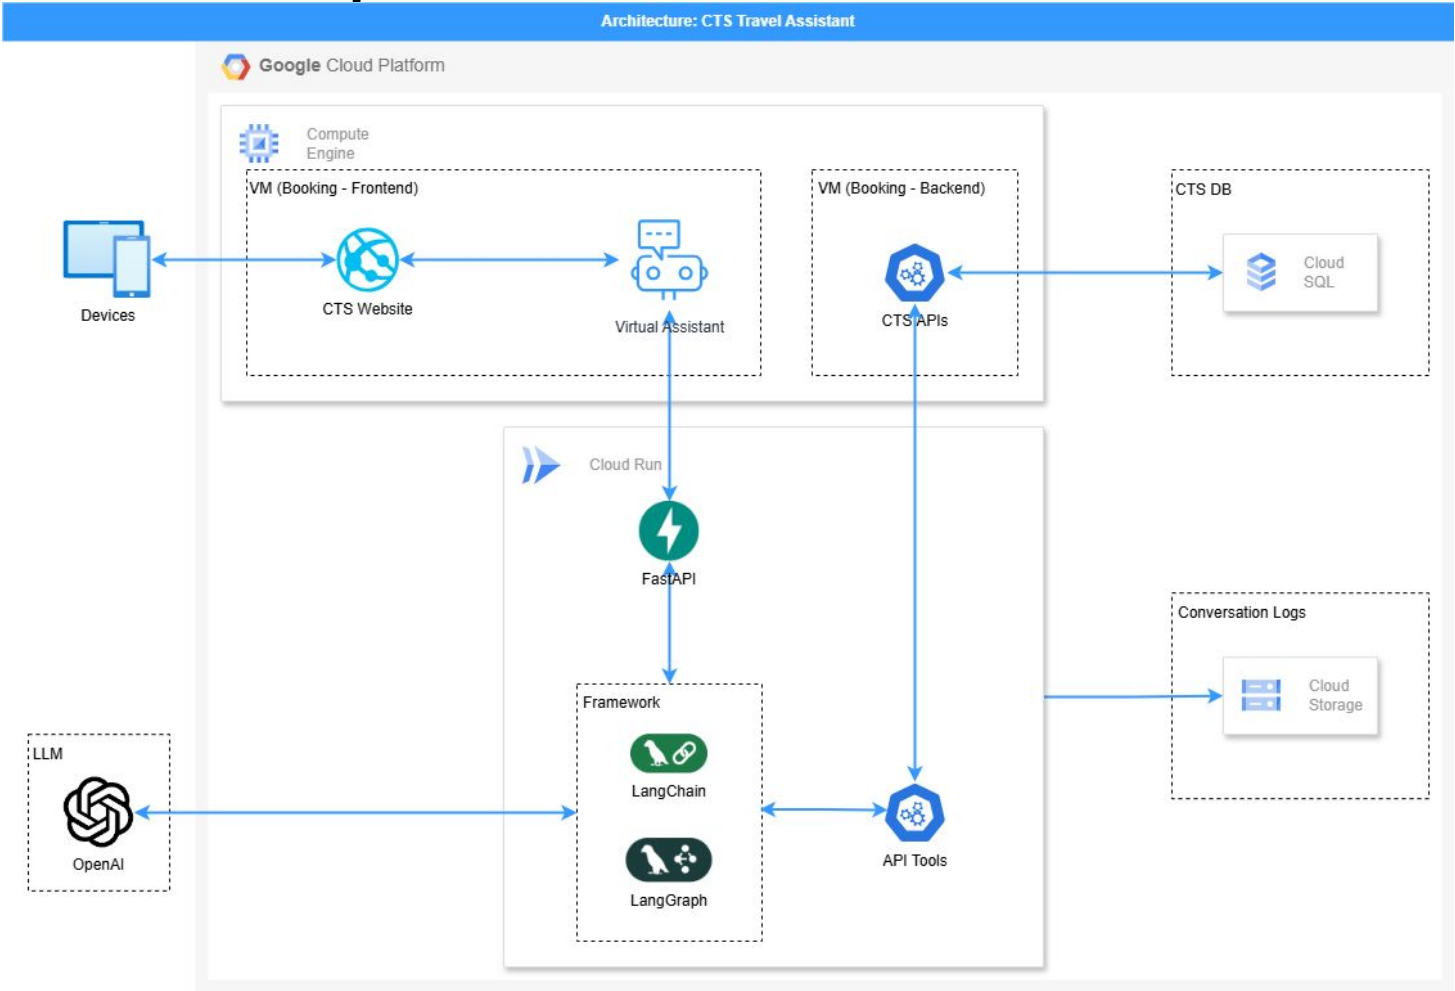 Architecture: CTS Travel Assistant
Google Cloud Platform
Compute
Engine
VM (Booking - Frontend)
VM (Booking - Backend)
CTS DB
CTS Website
Virtual Assistant
CTS APIs
Cloud
SQL
Devices
Cloud Run
FastAPI
Conversation Logs
Cloud
Storage
Framework
LangChain
LangGraph
API Tools
LLM
OpenAI